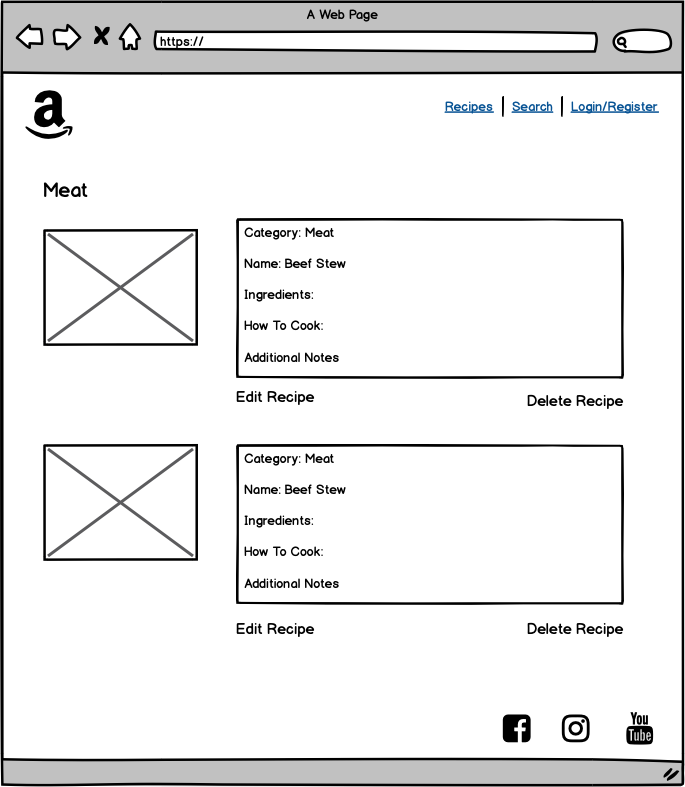 A Web Page
https://
a
Recipes Search Login/Register
Meat
Category: Meat
Name: Beef Stew
Ingredients:
How To Cook:
Additional Notes
Edit Recipe
Delete Recipe
Category: Meat
Name: Beef Stew
Ingredients:
How To Cook:
Additional Notes
Edit Recipe
Delete Recipe
You
Tube